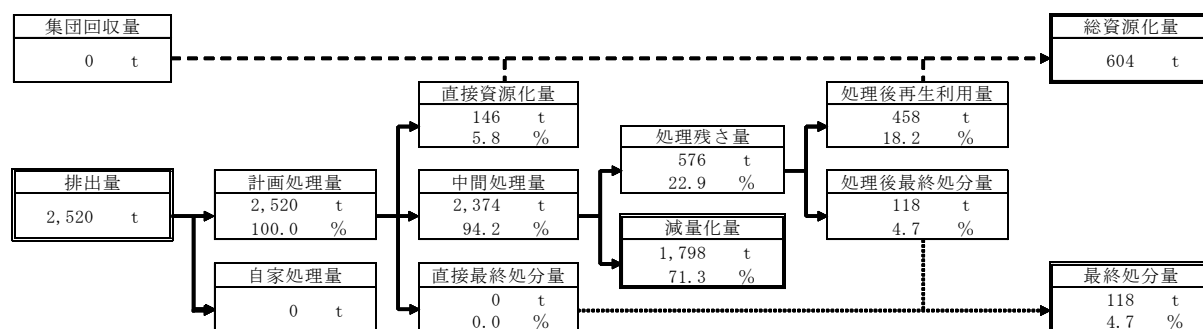 集団回収量
0 t
総資源化量
604 t
直接資源化量
146 t
5.8 %
処理後再生利用量
458 t
18.2 %
処理残さ量
576 t
22.9 %
排出量
2,520 t
計画処理量
2,520 t
100.0 %
中間処理量
2,374 t
94.2 %
処理後最終処分量
118 t
4.7 %
減量化量
1,798 t
71.3 %
自家処理量
0 t
直接最終処分量
0 t
0.0 %
最終処分量
118 t
4.7 %